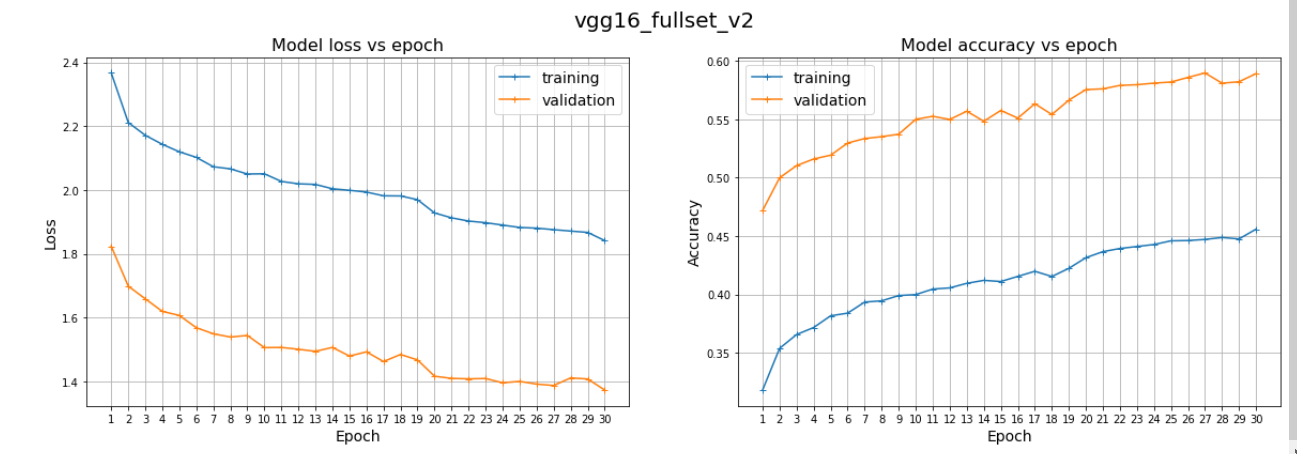 vgg16_fullset_v2
Model loss vs epoch
training
validation
2.4
2.2
2.0
1.8
1.6
1.4
Loss
1 2 3 4 5 6 7 8 9 10 11 12 13 14 15 16 17 18 19 20 21 22 23 24 25 26 27 28 29 30
Epoch
Model accuracy vs epoch
training
validation
0.60
0.55
0.50
0.45
0.40
0.35
Accuracy
1 2 3 4 5 6 7 8 9 10 11 12 13 14 15 16 17 18 19 20 21 22 23 24 25 26 27 28 29 30
Epoch